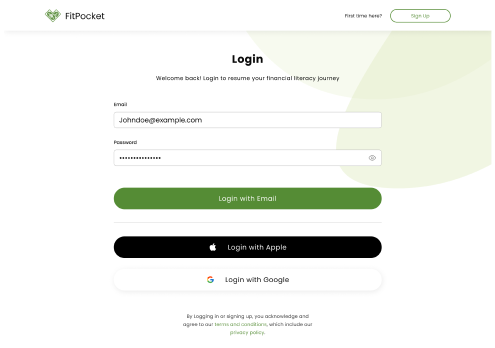 FitPocket
First time here?
Sign Up
Login
Welcome back! Login to resume your financial literacy journey
Email
Johndoe@example.com
Password
•••••••••••••••
Login with Email
Login with Apple
Login with Google
By Logging in or signing up, you acknowledge and
agree to our terms and conditions, which include our
privacy policy.